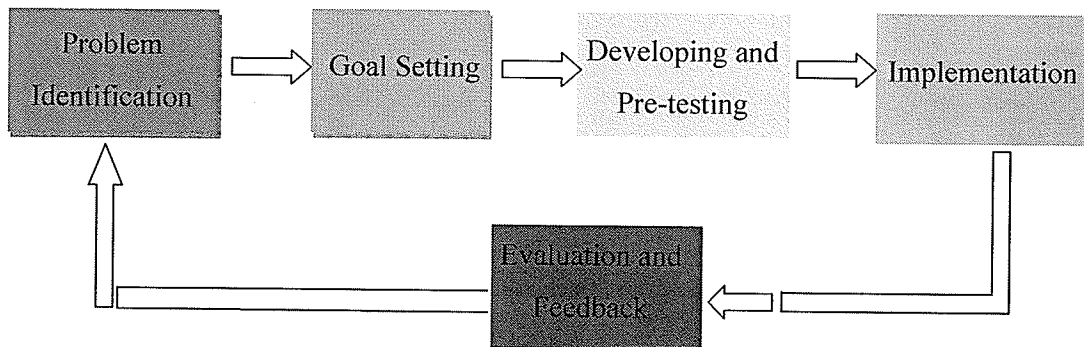 Problem
Identification
Goal Setting
Developing and
Pre-testing
Implementation
Evaluation and
Feedback